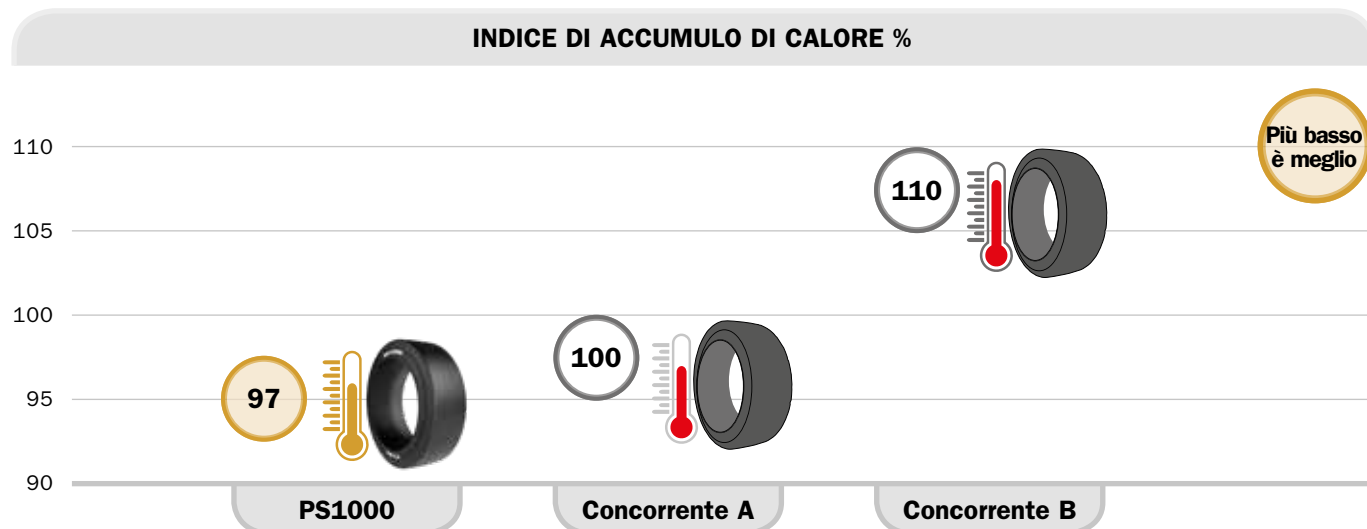 INDICE DI ACCUMULO DI CALORE %
Più basso
è meglio
110
105
100
95
90
97
100
110
PS1000
Concorrente A
Concorrente B